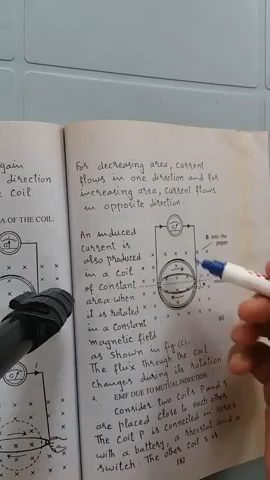 gain
direction
coil
A OF THE COIL:
For decreasing area, current
flows in one direction and for
increasing area, current flows
in opposite direction.
An induced
current is
also produced
in a coil
of constant
area when
it is rotated
in a constant
magnetic field
as shown in fig.(c).
The flux through the coil
changes during its rotation
B into the
paper
(c)
4. EMF DUE TO MUTUAL INDUCTION:
Consider two coils P and S
are placed close to each other
The coil P is connected in series
with a battery, a rheostat and a
switch. The other coil S is
182